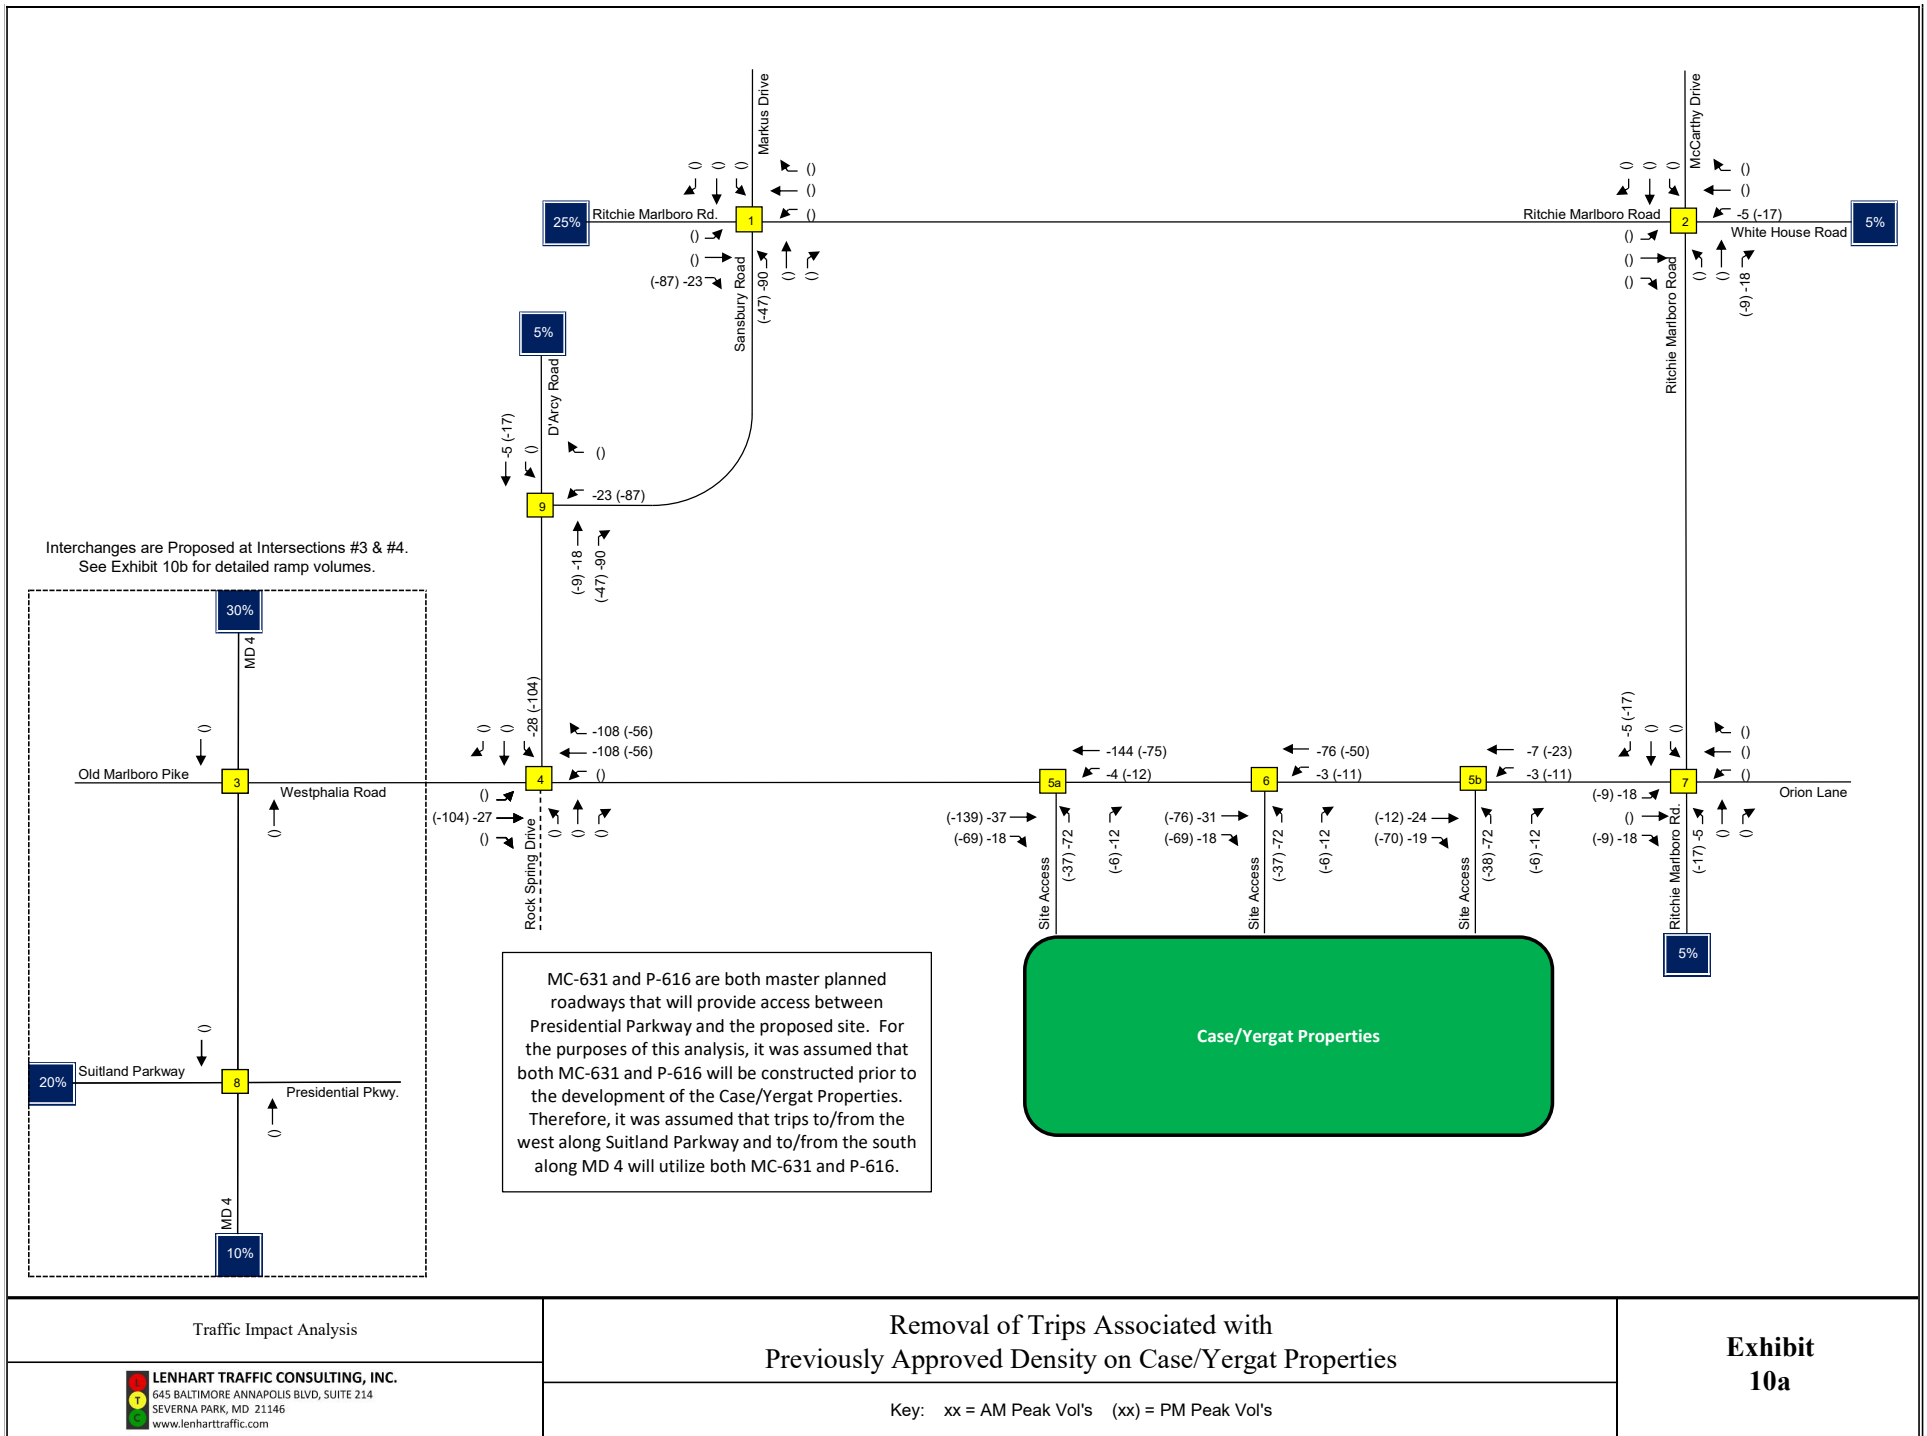 Markus Drive
McCarthy Drive
() () () ()
()
()
25%
Ritchie Marlboro Rd.
1
()
()
(-87) -23
Sansbury Road
(-47) -90
()
()
() () () ()
()
Ritchie Marlboro Road
2
-5 (-17)
White House Road
5%
()
()
()
Ritchie Marlboro Road
()
()
(-9) -18
5%
D'Arcy Road
-5 (-17)
()
()
-23 (-87)
9
(-9) -18
(-47) -90
Interchanges are Proposed at Intersections #3 & #4.
See Exhibit 10b for detailed ramp volumes.
30%
MD 4
()
Old Marlboro Pike
3
Westphalia Road
()
()
Suitland Parkway
20%
8
Presidential Pkwy.
()
MD 4
10%
()
()
-28 (-104)
-108 (-56)
-108 (-56)
()
4
()
(-104) -27
()
Rock Spring Drive
()
()
()
-144 (-75)
-4 (-12)
5a
(-139) -37
(-69) -18
Site Access
(-37) -72
(-6) -12
-76 (-50)
-3 (-11)
6
(-76) -31
(-69) -18
Site Access
(-37) -72
(-6) -12
-7 (-23)
-3 (-11)
5b
(-12) -24
(-70) -19
Site Access
(-38) -72
(-6) -12
-5 (-17)
()
()
()
()
()
7
Orion Lane
(-9) -18
()
(-9) -18
Ritchie Marlboro Rd.
(-17) -5
()
()
5%
MC-631 and P-616 are both master planned
roadways that will provide access between
Presidential Parkway and the proposed site. For
the purposes of this analysis, it was assumed that
both MC-631 and P-616 will be constructed prior to
the development of the Case/Yergat Properties.
Therefore, it was assumed that trips to/from the
west along Suitland Parkway and to/from the south
along MD 4 will utilize both MC-631 and P-616.
Case/Yergat Properties
Traffic Impact Analysis
L
T
C
LENHART TRAFFIC CONSULTING, INC.
645 BALTIMORE ANNAPOLIS BLVD, SUITE 214
SEVERNA PARK, MD 21146
www.lenharttraffic.com
Removal of Trips Associated with
Previously Approved Density on Case/Yergat Properties
Key: xx = AM Peak Vol's (xx) = PM Peak Vol's
Exhibit
10a